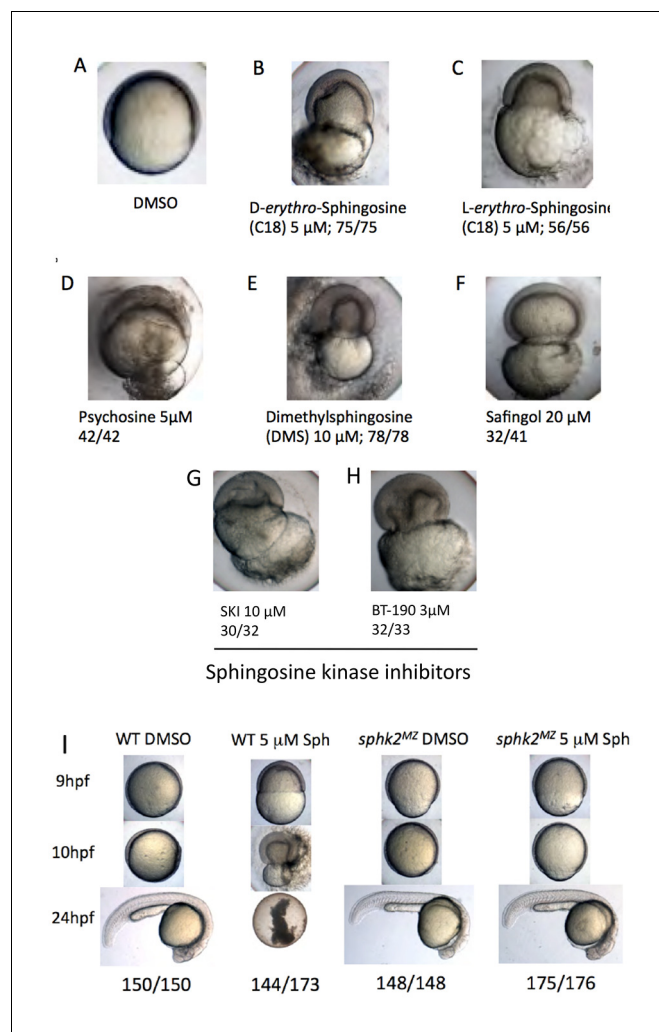 A
B
C
DMSO
D-erythro-Sphingosine
(C18) 5 μM; 75/75
L-erythro-Sphingosine
(C18) 5 μM; 56/56
D
E
F
Psychosine 5μM
42/42
Dimethylsphingosine
(DMS) 10 μM; 78/78
Safingol 20 μM
32/41
G
H
SKI 10 μM
30/32
BT-190 3μM
32/33
Sphingosine kinase inhibitors
I
WT DMSO
WT 5 μM Sph
sphk2MZ DMSO
sphk2MZ 5 μM Sph
9hpf
10hpf
24hpf
150/150
144/173
148/148
175/176